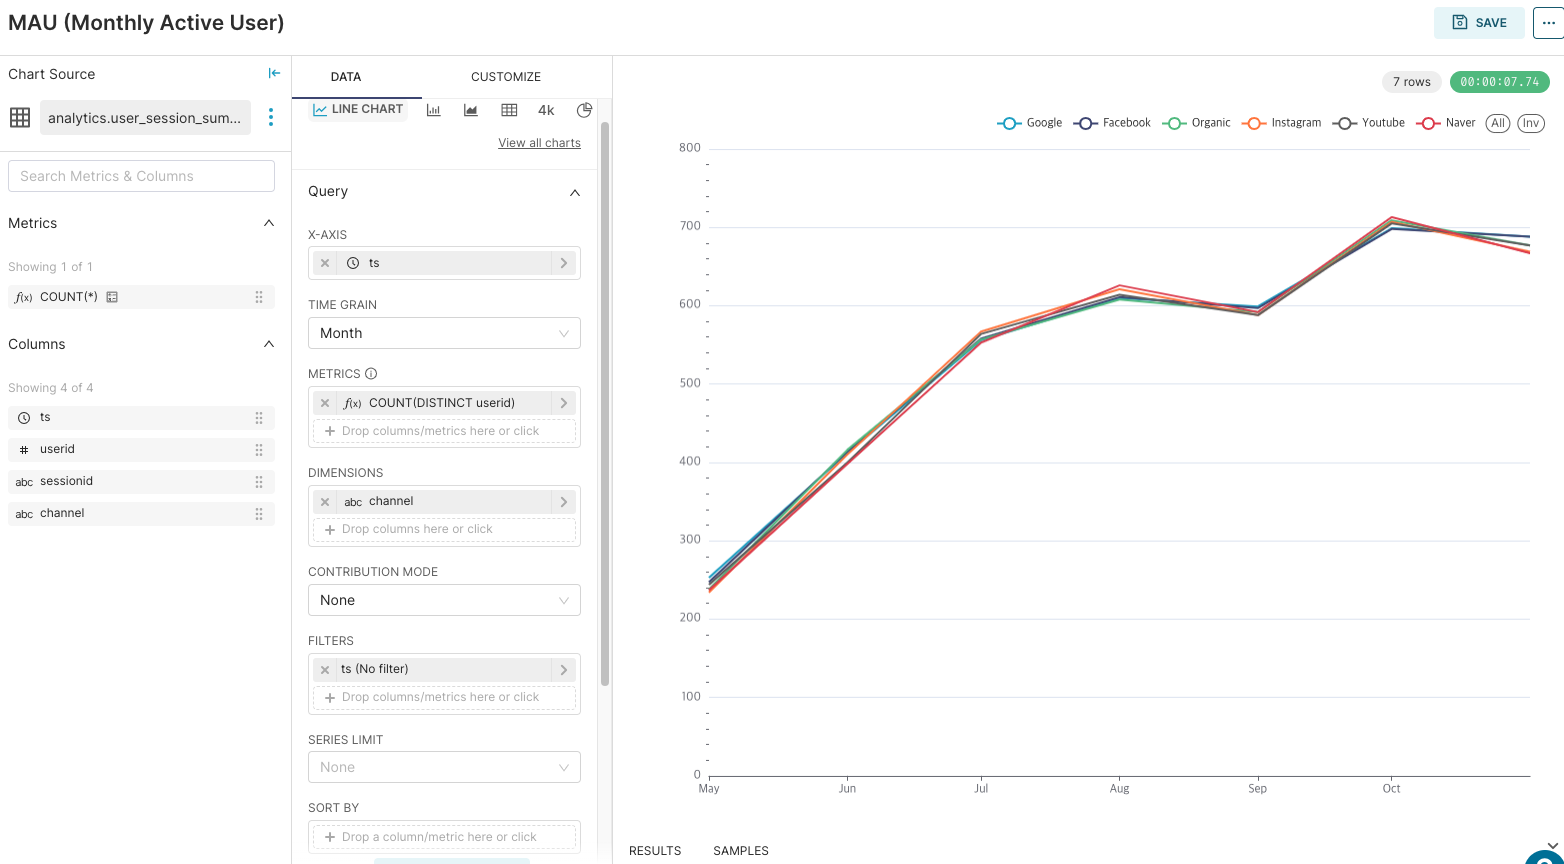 MAU (Monthly Active User)
SAVE
Chart Source
analytics.user_session_sum...
Search Metrics & Columns
Metrics
Showing 1 of 1
f(x) COUNT(*)
Columns
Showing 4 of 4
ts
# userid
abc sessionid
abc channel
DATA
CUSTOMIZE
LINE CHART
4k
View all charts
Query
X-AXIS
ts
TIME GRAIN
Month
METRICS
f(x) COUNT(DISTINCT userid)
Drop columns/metrics here or click
DIMENSIONS
abc channel
Drop columns here or click
CONTRIBUTION MODE
None
FILTERS
ts (No filter)
Drop columns/metrics here or click
SERIES LIMIT
None
SORT BY
Drop a column/metric here or click
7 rows
00:00:07.74
Google Facebook Organic Instagram Youtube Naver All Inv
800
700
600
500
400
300
200
100
0
May Jun Jul Aug Sep Oct
RESULTS
SAMPLES